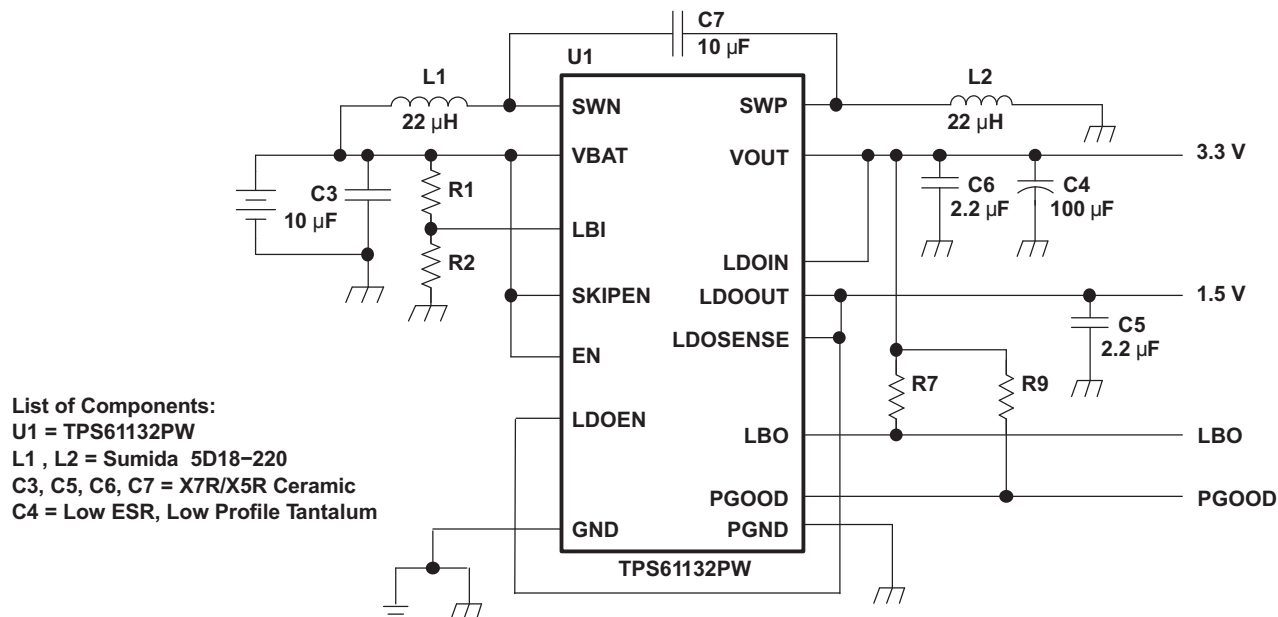 C7
10 µF
U1
L1
22 µH
L2
22 µH
SWN
SWP
VBAT
VOUT
3.3 V
C3
10 µF
R1
C6
2.2 µF
C4
100 µF
LBI
R2
LDOIN
SKIPEN
LDOOUT
1.5 V
LDOSENSE
C5
2.2 µF
EN
R7
R9
List of Components:
U1 = TPS61132PW
L1 , L2 = Sumida 5D18−220
C3, C5, C6, C7 = X7R/X5R Ceramic
C4 = Low ESR, Low Profile Tantalum
LDOEN
LBO
LBO
PGOOD
PGOOD
GND
PGND
TPS61132PW